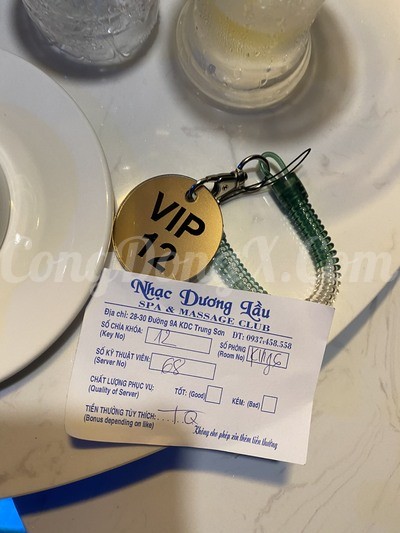 VIP
12
CongDongX.Com
Nhạc Dương Lầu
SPA & MASSAGE CLUB
Địa chỉ: 28-30 Đường 9A KDC Trung Sơn ĐT: 0937.458.558
SỐ CHÌA KHÓA: 12 SỐ PHÒNG
(Key No) (Room No)
SỐ KỸ THUẬT VIÊN: 68
(Server No)
CHẤT LƯỢNG PHỤC VỤ: TỐT: (Good) KÉM: (Bad)
(Quality of Server)
TIỀN THƯỞNG TÙY THÍCH: T.Q
(Bonus depending on like) Không cho phép xin thêm tiền thưởng